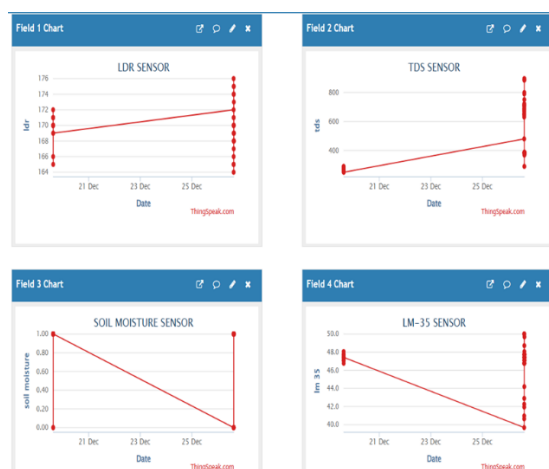 Field 1 Chart
LDR SENSOR
ldr
176
174
172
170
168
166
164
21 Dec 23 Dec 25 Dec
Date
ThingSpeak.com
Field 2 Chart
TDS SENSOR
tds
800
600
400
21 Dec 23 Dec 25 Dec
Date
ThingSpeak.com
Field 3 Chart
SOIL MOISTURE SENSOR
soil moisture
1.00
0.80
0.60
0.40
0.20
0.00
21 Dec 23 Dec 25 Dec
Date
ThingSpeak.com
Field 4 Chart
LM-35 SENSOR
lm 35
50.0
48.0
46.0
44.0
42.0
40.0
21 Dec 23 Dec 25 Dec
Date
ThingSpeak.com